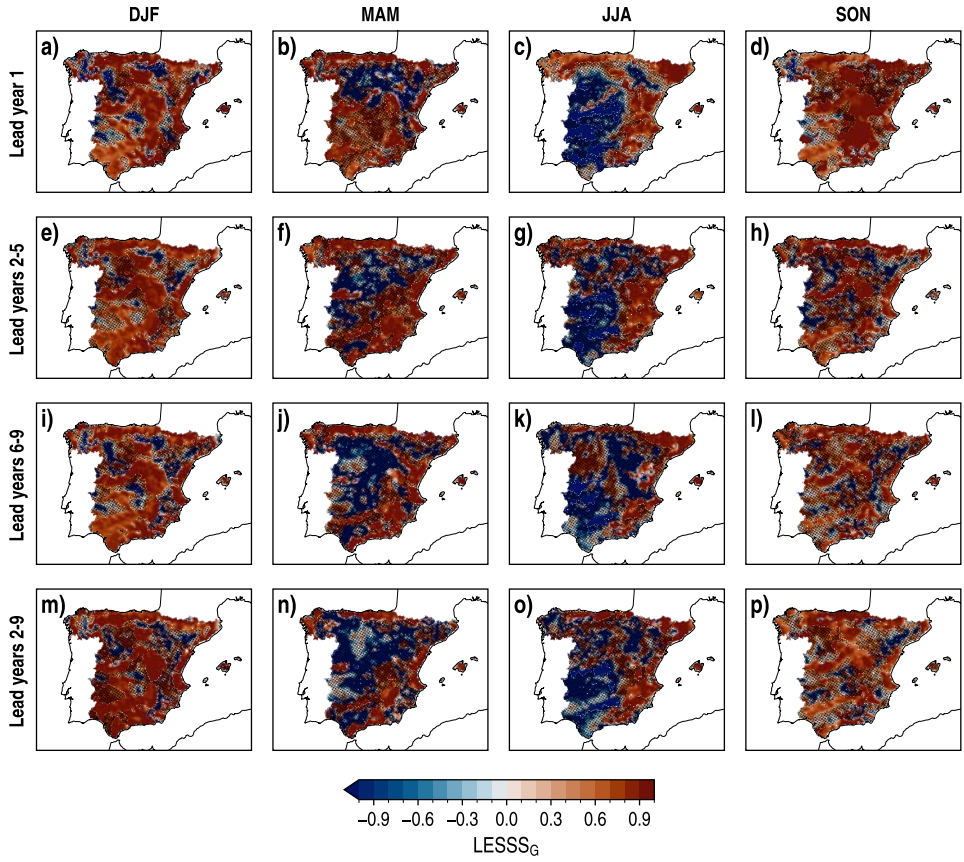 DJF MAM JJA SON
Lead year 1
a) b) c) d)
Lead years 2-5
e) f) g) h)
Lead years 6-9
i) j) k) l)
Lead years 2-9
m) n) o) p)
−0.9 −0.6 −0.3 0.0 0.3 0.6 0.9
LESSSG